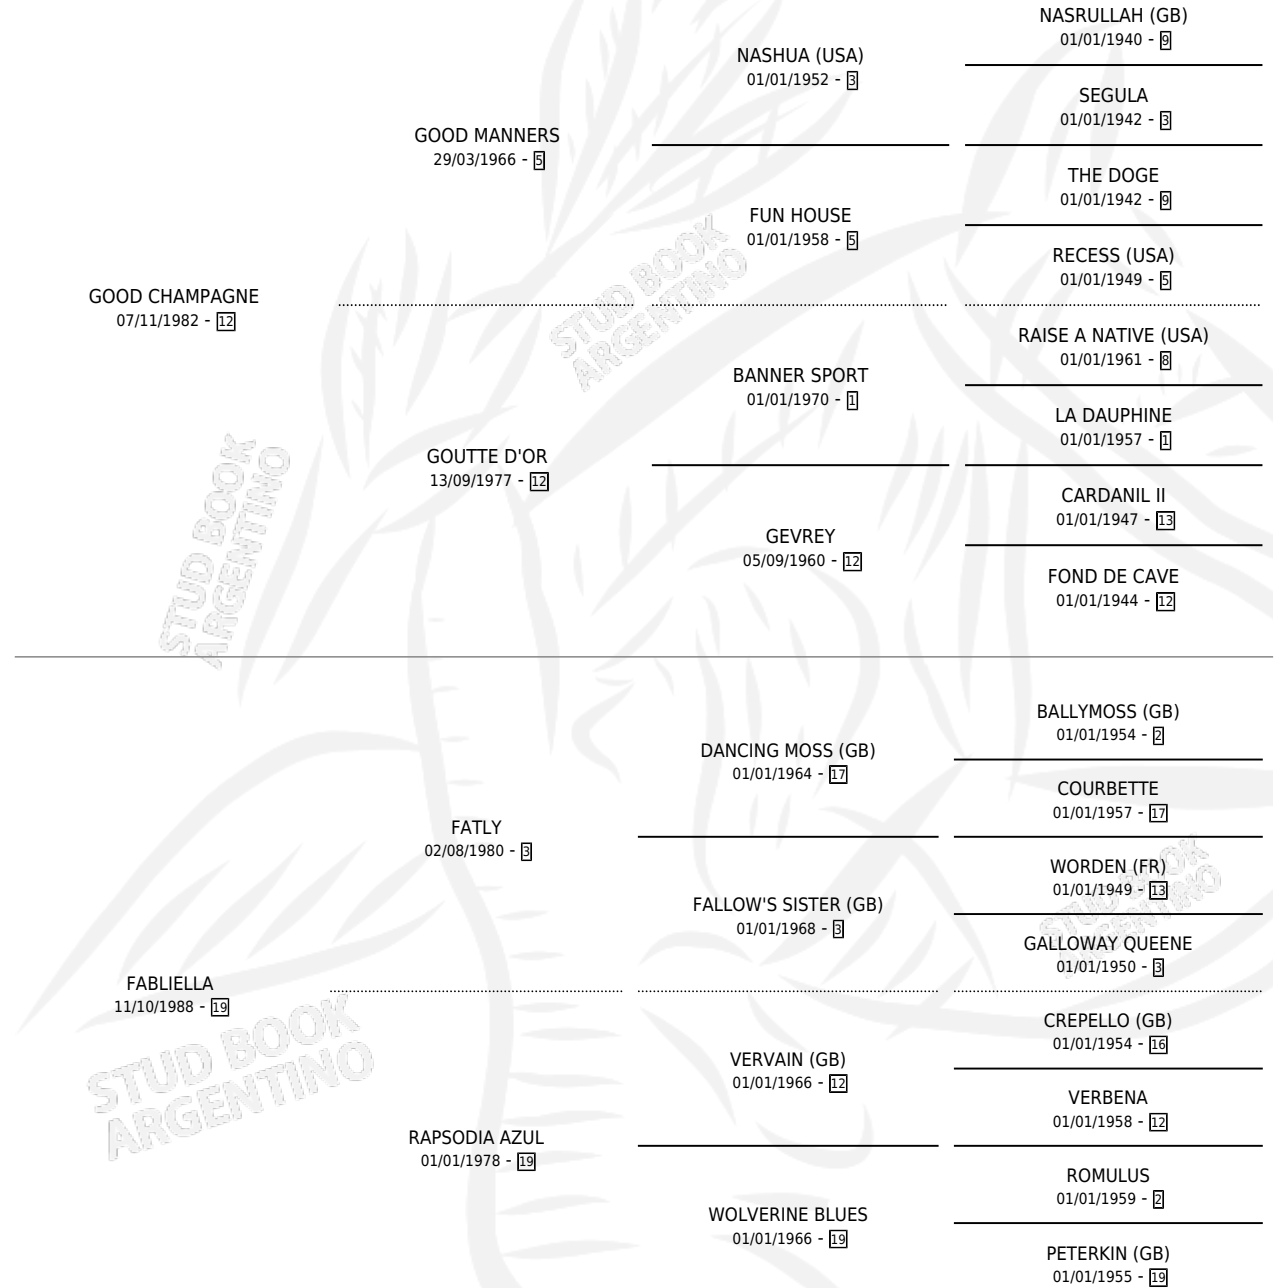 NASRULLAH (GB)
01/01/1940 - 9
NASHUA (USA)
01/01/1952 - 3
SEGULA
01/01/1942 - 3
GOOD MANNERS
29/03/1966 - 5
THE DOGE
01/01/1942 - 9
FUN HOUSE
01/01/1958 - 5
RECESS (USA)
01/01/1949 - 5
GOOD CHAMPAGNE
07/11/1982 - 12
RAISE A NATIVE (USA)
01/01/1961 - 8
BANNER SPORT
01/01/1970 - 1
LA DAUPHINE
01/01/1957 - 1
GOUTTE D'OR
13/09/1977 - 12
CARDANIL II
01/01/1947 - 13
GEVREY
05/09/1960 - 12
FOND DE CAVE
01/01/1944 - 12
BALLYMOSS (GB)
01/01/1954 - 2
DANCING MOSS (GB)
01/01/1964 - 17
COURBETTE
01/01/1957 - 17
FATLY
02/08/1980 - 3
WORDEN (FR)
01/01/1949 - 13
FALLOW'S SISTER (GB)
01/01/1968 - 3
GALLOWAY QUEENE
01/01/1950 - 3
FABLIELLA
11/10/1988 - 19
CREPELLO (GB)
01/01/1954 - 16
VERVAIN (GB)
01/01/1966 - 12
VERBENA
01/01/1958 - 12
RAPSODIA AZUL
01/01/1978 - 19
ROMULUS
01/01/1959 - 2
WOLVERINE BLUES
01/01/1966 - 19
PETERKIN (GB)
01/01/1955 - 19
STUD BOOK
ARGENTINO
STUD BOOK
ARGENTINO
STUD BOOK
ARGENTINO
STUD BOOK
ARGENTINO